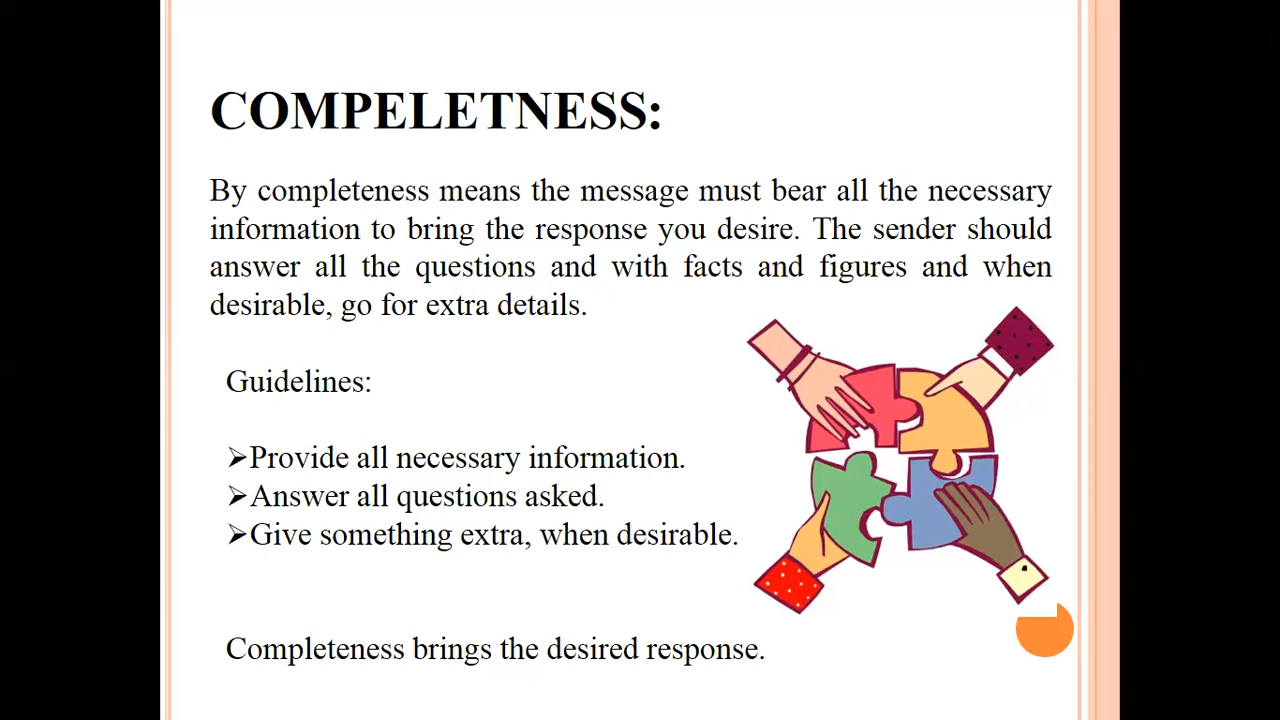 COMPELETNESS:
By completeness means the message must bear all the necessary
information to bring the response you desire. The sender should
answer all the questions and with facts and figures and when
desirable, go for extra details.
Guidelines:
➢Provide all necessary information.
➢Answer all questions asked.
➢Give something extra, when desirable.
Completeness brings the desired response.